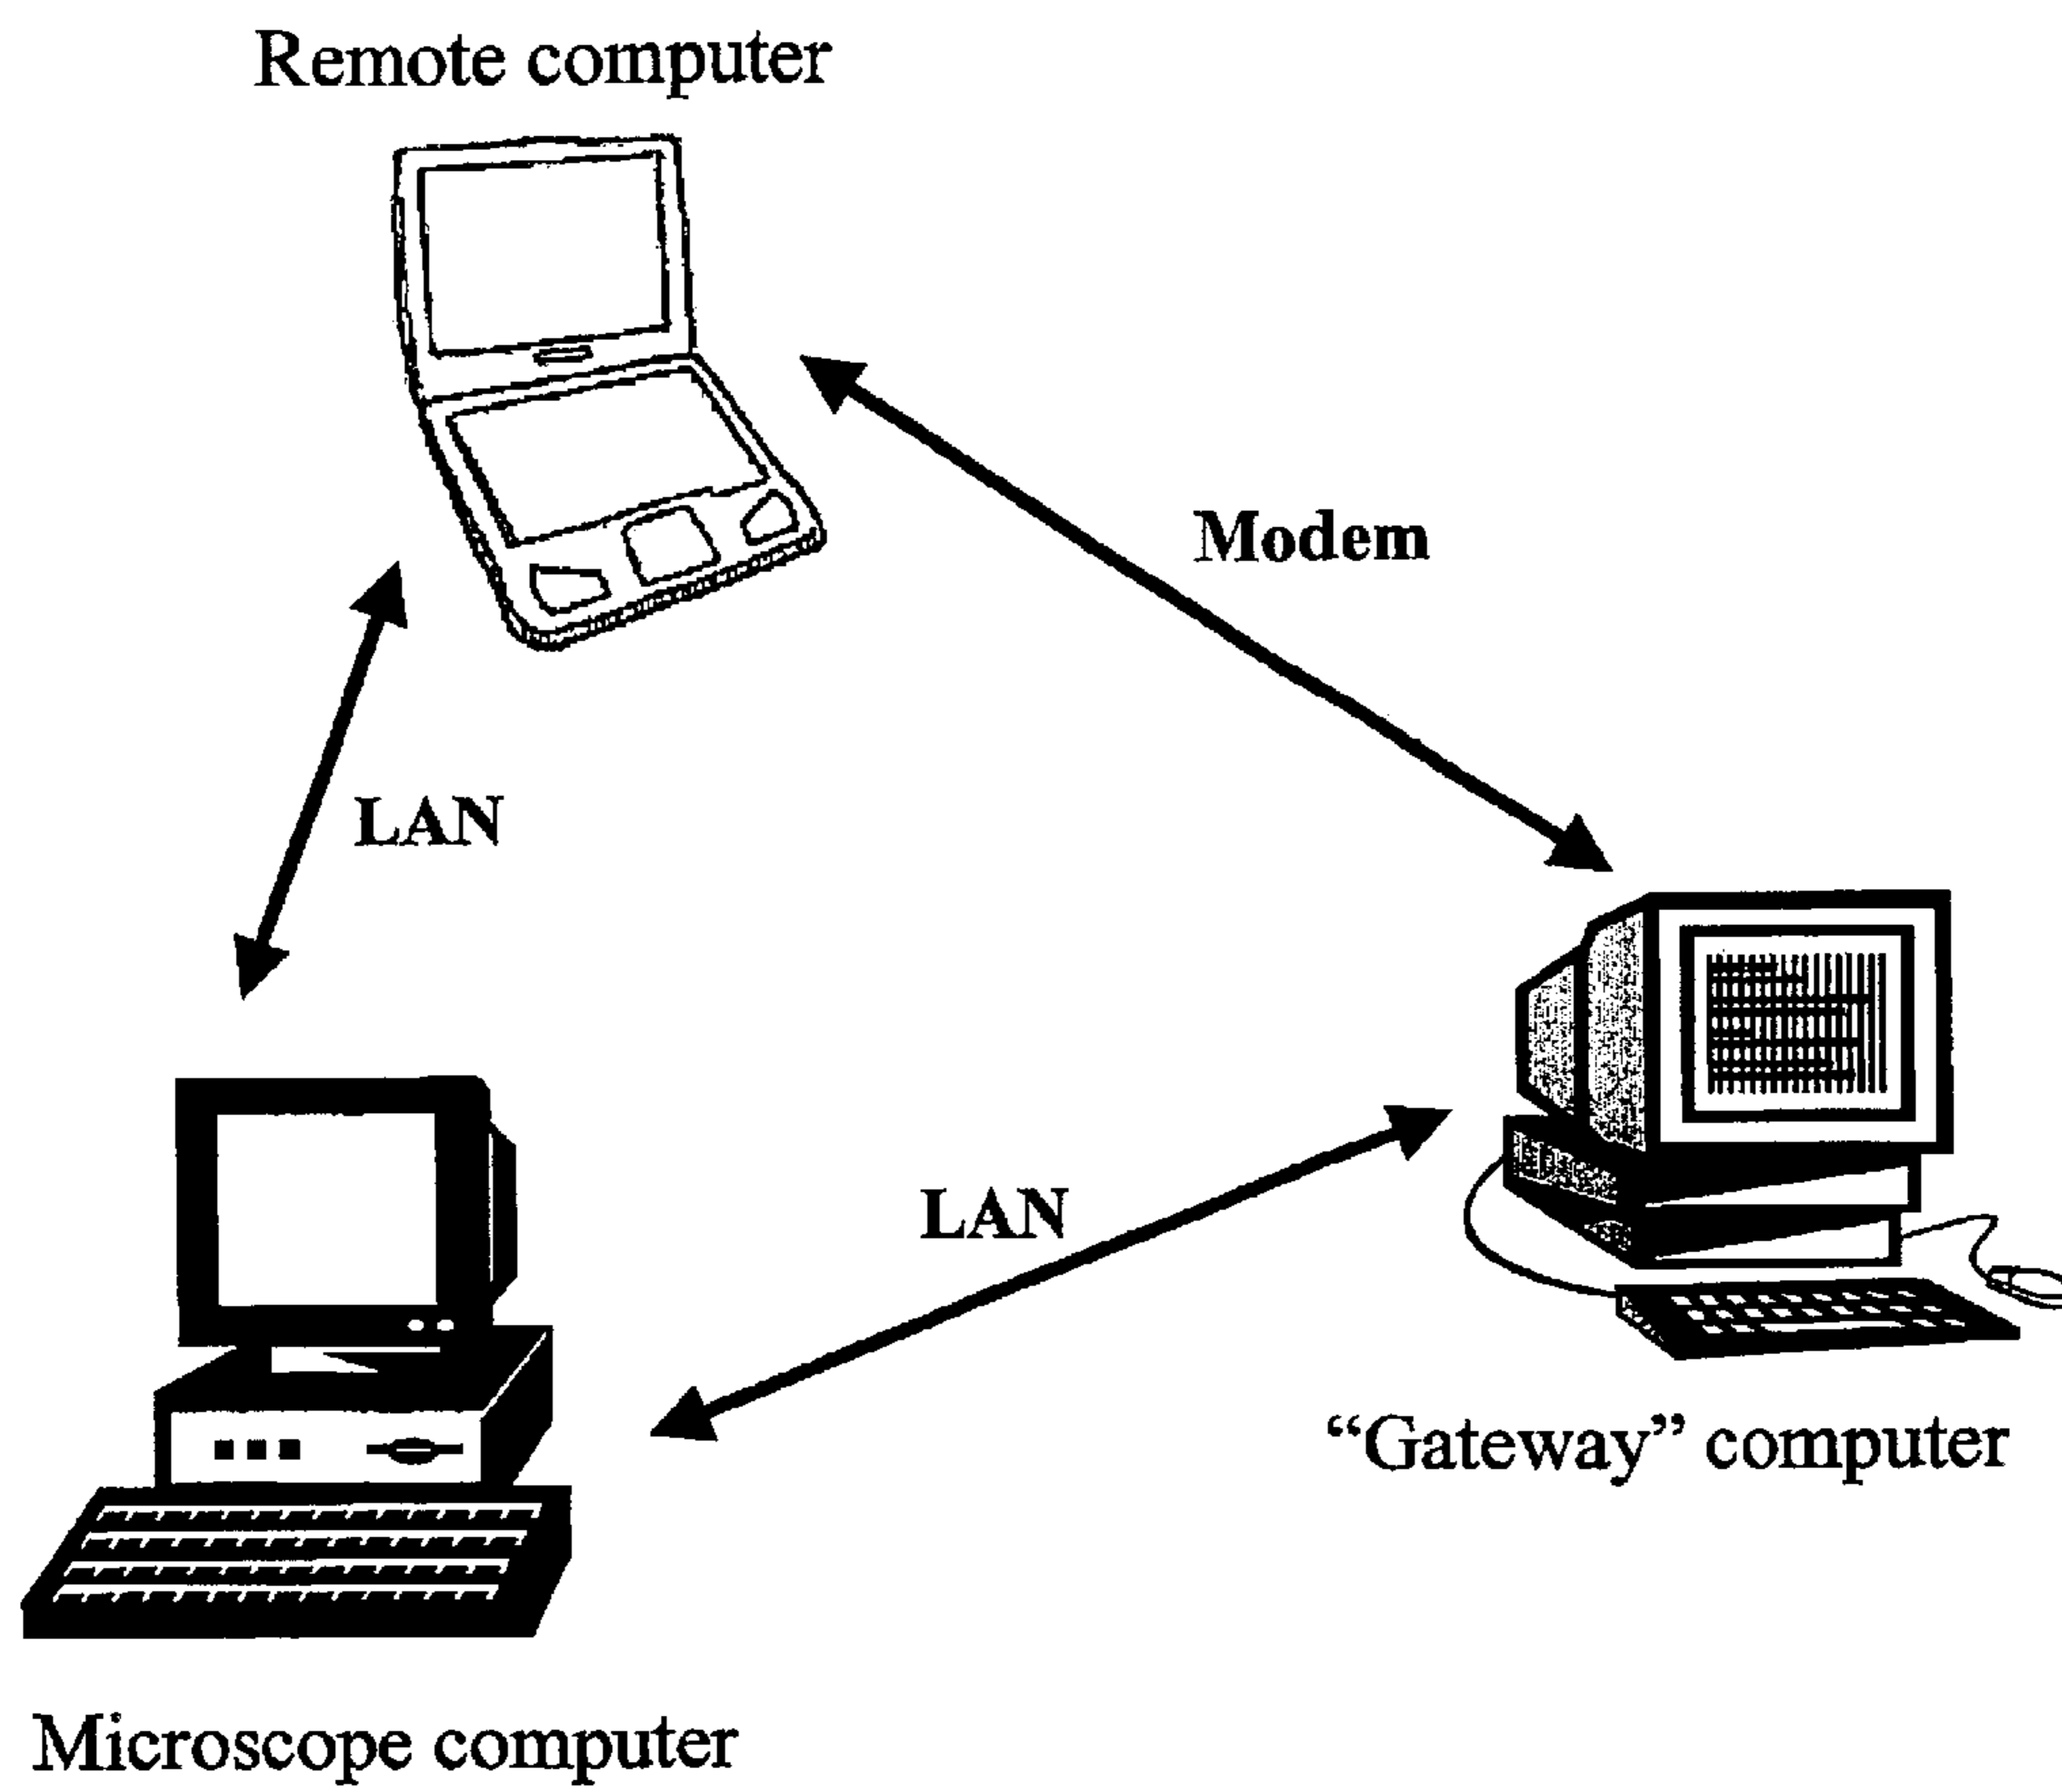 Remote computer
Modem
LAN
LAN
“Gateway” computer
Microscope computer